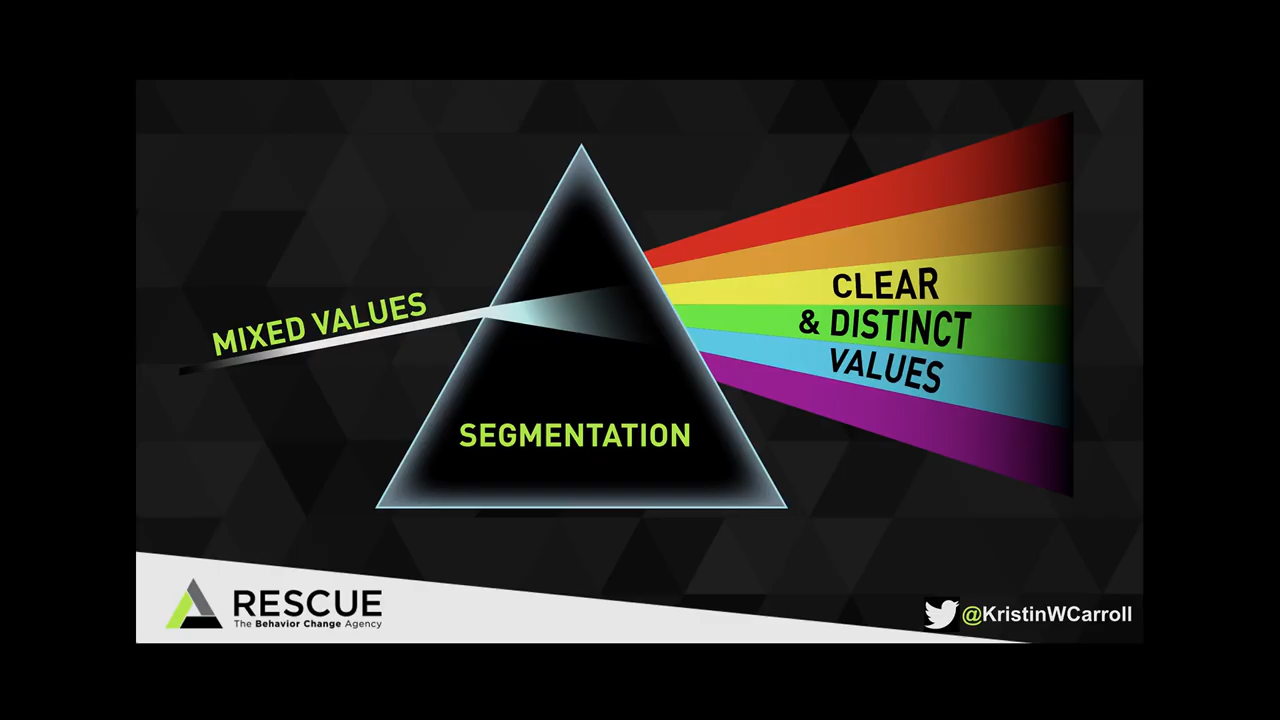 MIXED VALUES
SEGMENTATION
CLEAR
& DISTINCT
VALUES
RESCUE
The Behavior Change Agency
@KristinWCarroll